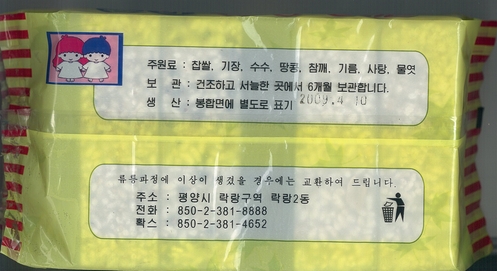 주원료 : 찹쌀, 기장, 수수, 땅콩, 참깨, 기름, 사탕, 물엿
보 관 : 건조하고 서늘한 곳에서 6개월 보관합니다.
생 산 : 봉합면에 별도로 표기 2009.4.10
류통과정에 이상이 생겼을 경우에는 교환하여 드립니다.
주소 : 평양시 락랑구역 락랑2동
전화 : 850-2-381-8888
확스 : 850-2-381-4652